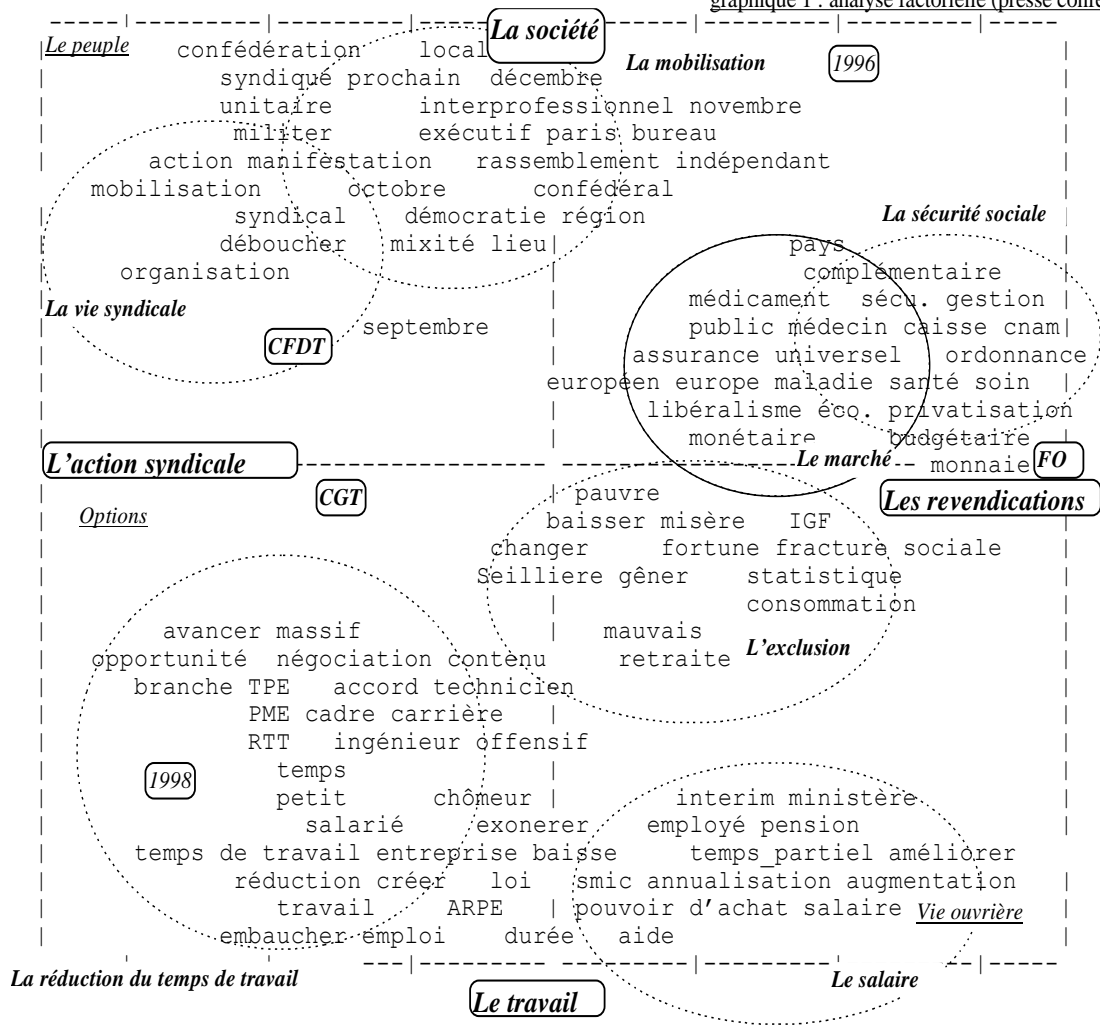 graphique 1 : analyse factorielle (presse conf
La société
Le peuple confédération local
La mobilisation 1996
syndiqué prochain décembre
unitaire interprofessionnel novembre
militer exécutif paris bureau
action manifestation rassemblement indépendant
mobilisation octobre confédéral
syndical démocratie région La sécurité sociale
déboucher mixité lieu pays
organisation complémentaire
La vie syndicale médicament sécu. gestion
septembre public médecin caisse cnam
CFDT assurance universel ordonnance
européen europe maladie santé soin
libéralisme éco. privatisation
monétaire budgétaire
L'action syndicale Le marché monnaie FO
CGT pauvre Les revendications
Options baisser misère IGF
changer fortune fracture sociale
Seilliere gêner statistique
consommation
avancer massif mauvais
opportunité négociation contenu retraite L'exclusion
branche TPE accord technicien
PME cadre carrière
RTT ingénieur offensif
1998 temps
petit chômeur interim ministère
salarié exonerer employé pension
temps de travail entreprise baisse temps_partiel améliorer
réduction créer loi smic annualisation augmentation
travail ARPE pouvoir d'achat salaire Vie ouvrière
embaucher emploi durée aide
La réduction du temps de travail Le salaire
Le travail